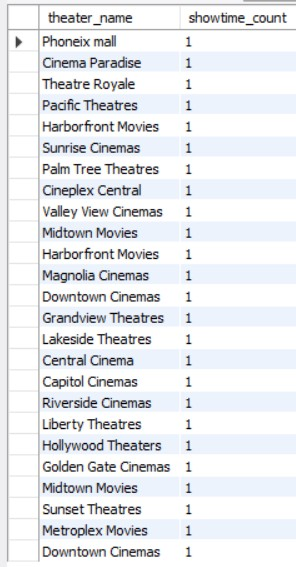 theater_name showtime_count
Phoneix mall 1
Cinema Paradise 1
Theatre Royale 1
Pacific Theatres 1
Harborfront Movies 1
Sunrise Cinemas 1
Palm Tree Theatres 1
Cineplex Central 1
Valley View Cinemas 1
Midtown Movies 1
Harborfront Movies 1
Magnolia Cinemas 1
Downtown Cinemas 1
Grandview Theatres 1
Lakeside Theatres 1
Central Cinema 1
Capitol Cinemas 1
Riverside Cinemas 1
Liberty Theatres 1
Hollywood Theaters 1
Golden Gate Cinemas 1
Midtown Movies 1
Sunset Theatres 1
Metroplex Movies 1
Downtown Cinemas 1